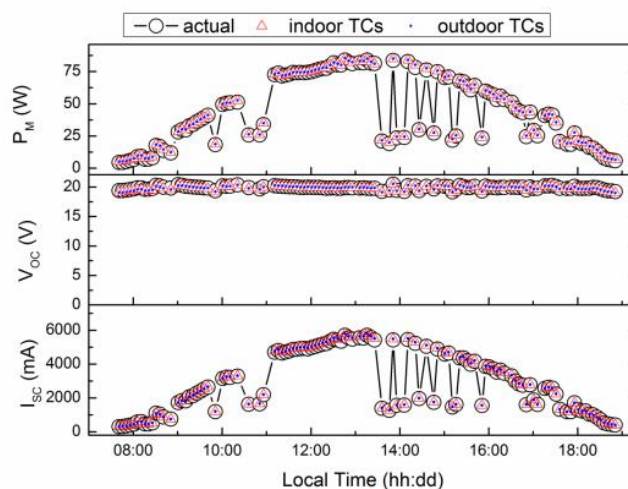 actual indoor TCs outdoor TCs
P_M (W)
75
50
25
0
V_OC (V)
20
15
10
5
0
I_SC (mA)
6000
4000
2000
0
08:00 10:00 12:00 14:00 16:00 18:00
Local Time (hh:dd)